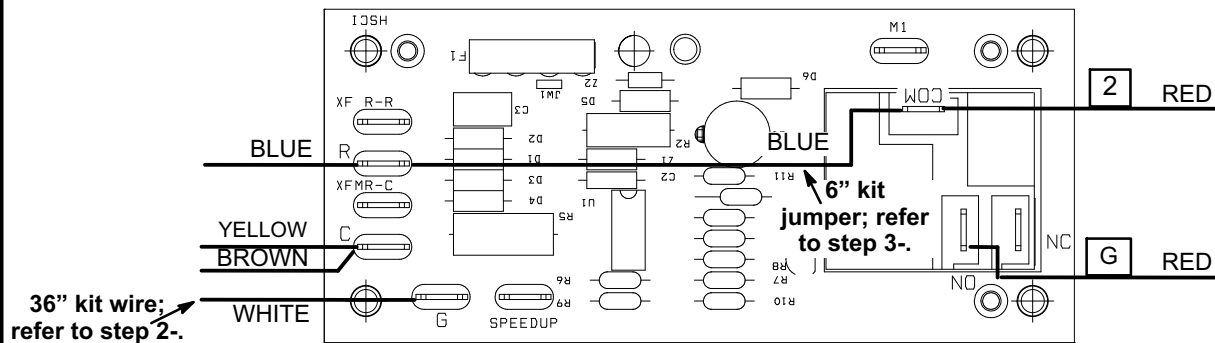 HSCI
M1
F1
Z2
JW1
D5
D6
XF R-R
C3
COM
2
RED
D2
R2
BLUE
R
D1
Z1
BLUE
D3
C2
R11
XFMR-C
D4
U1
6” kit
jumper; refer
to step 3-.
R5
YELLOW
C
BROWN
NC
G
RED
R8
R6
R7
NO
36” kit wire;
refer to step 2-.
WHITE
G
SPEEDUP
R9
R10